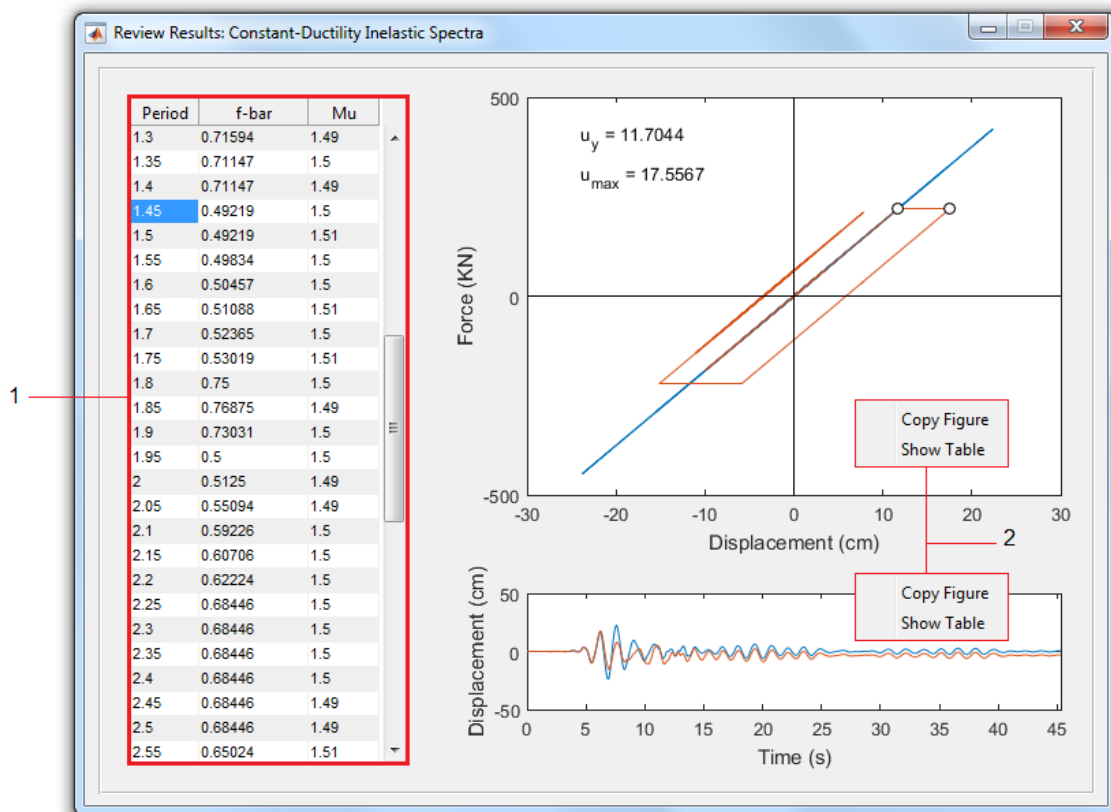 Review Results: Constant-Ductility Inelastic Spectra
Period f-bar Mu
1.3 0.71594 1.49
1.35 0.71147 1.5
1.4 0.71147 1.49
1.45 0.49219 1.5
1.5 0.49219 1.51
1.55 0.49834 1.5
1.6 0.50457 1.5
1.65 0.51088 1.51
1.7 0.52365 1.5
1.75 0.53019 1.51
1.8 0.75 1.5
1.85 0.76875 1.49
1.9 0.73031 1.5
1.95 0.5 1.5
2 0.5125 1.49
2.05 0.55094 1.49
2.1 0.59226 1.5
2.15 0.60706 1.5
2.2 0.62224 1.5
2.25 0.68446 1.5
2.3 0.68446 1.5
2.35 0.68446 1.5
2.4 0.68446 1.5
2.45 0.68446 1.49
2.5 0.68446 1.49
2.55 0.65024 1.51
1
500
0
-500
Force (KN)
u_y = 11.7044
u_max = 17.5567
-30 -20 -10 0 10 20 30
Displacement (cm)
Copy Figure
Show Table
2
Copy Figure
Show Table
50
0
-50
Displacement (cm)
0 5 10 15 20 25 30 35 40 45
Time (s)